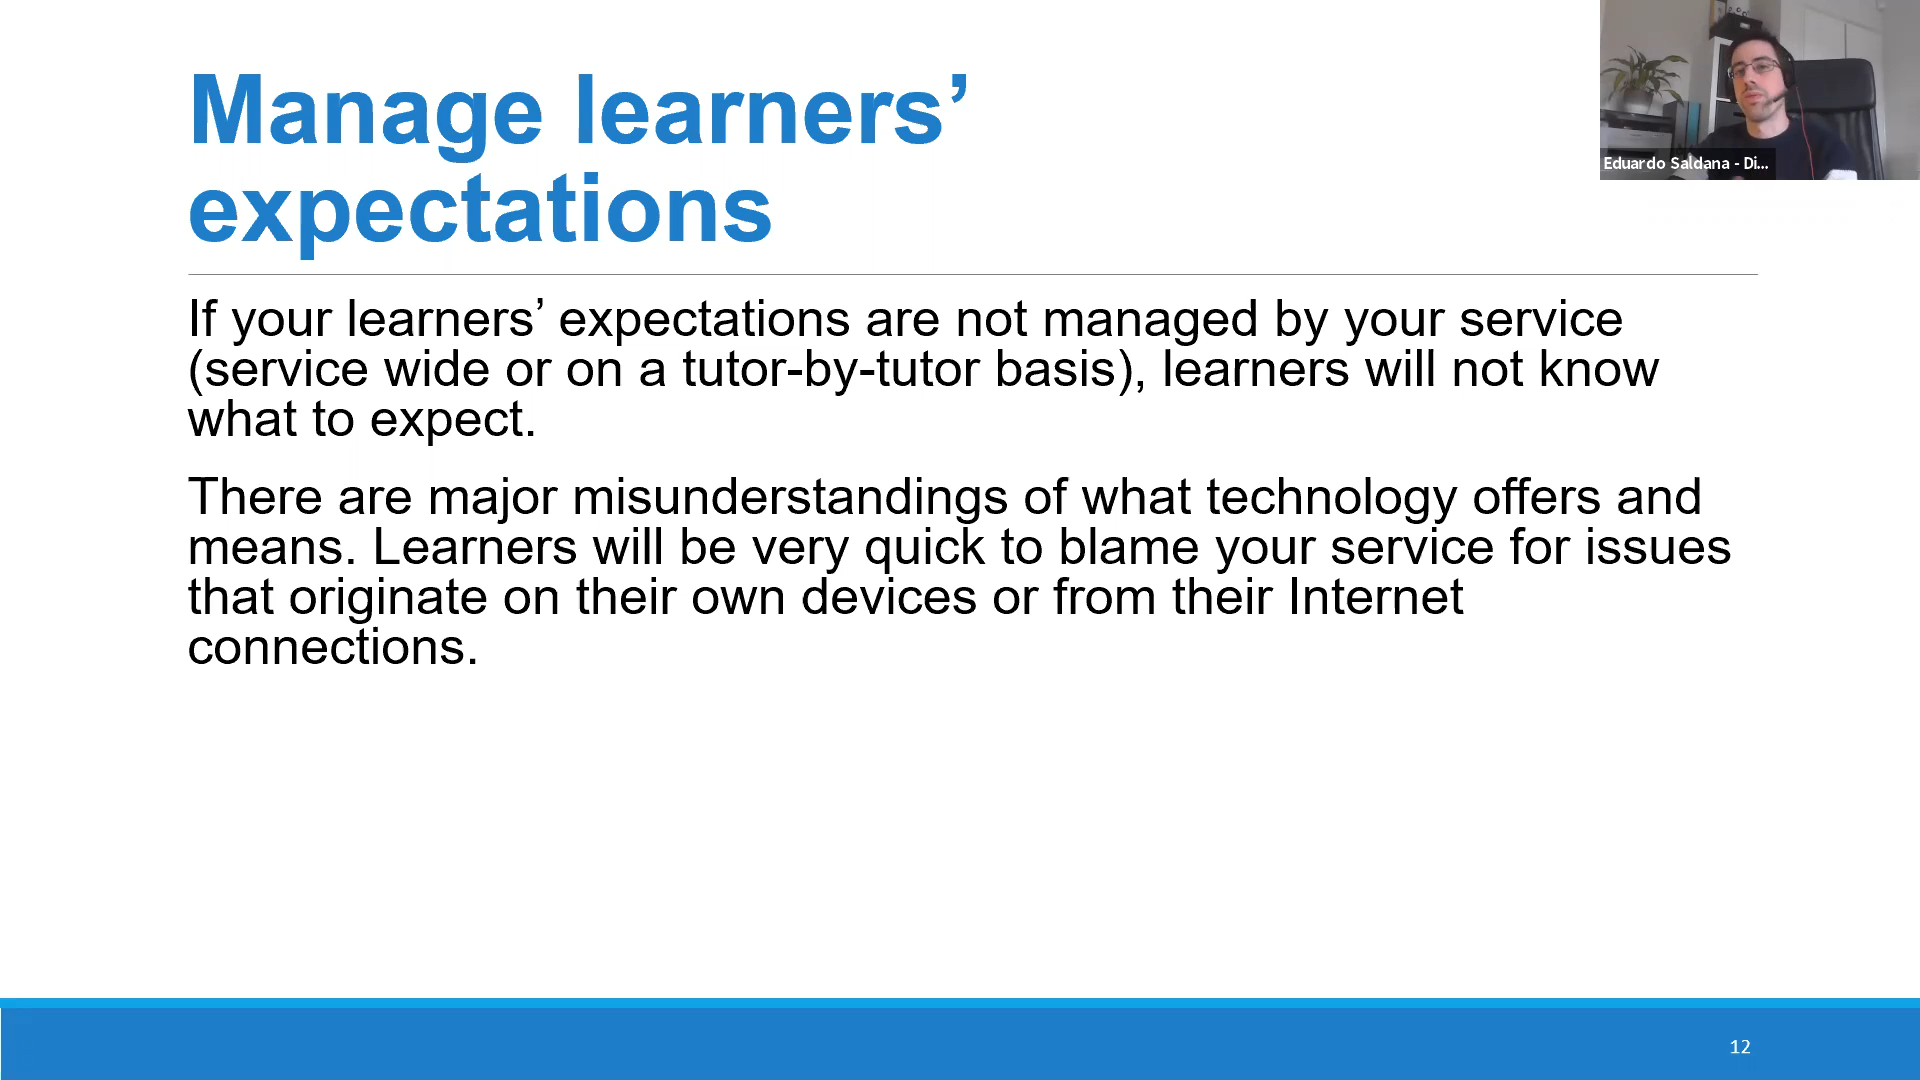 Manage learners’
expectations
Eduardo Saldana - Di...
If your learners’ expectations are not managed by your service
(service wide or on a tutor-by-tutor basis), learners will not know
what to expect.
There are major misunderstandings of what technology offers and
means. Learners will be very quick to blame your service for issues
that originate on their own devices or from their Internet
connections.
12